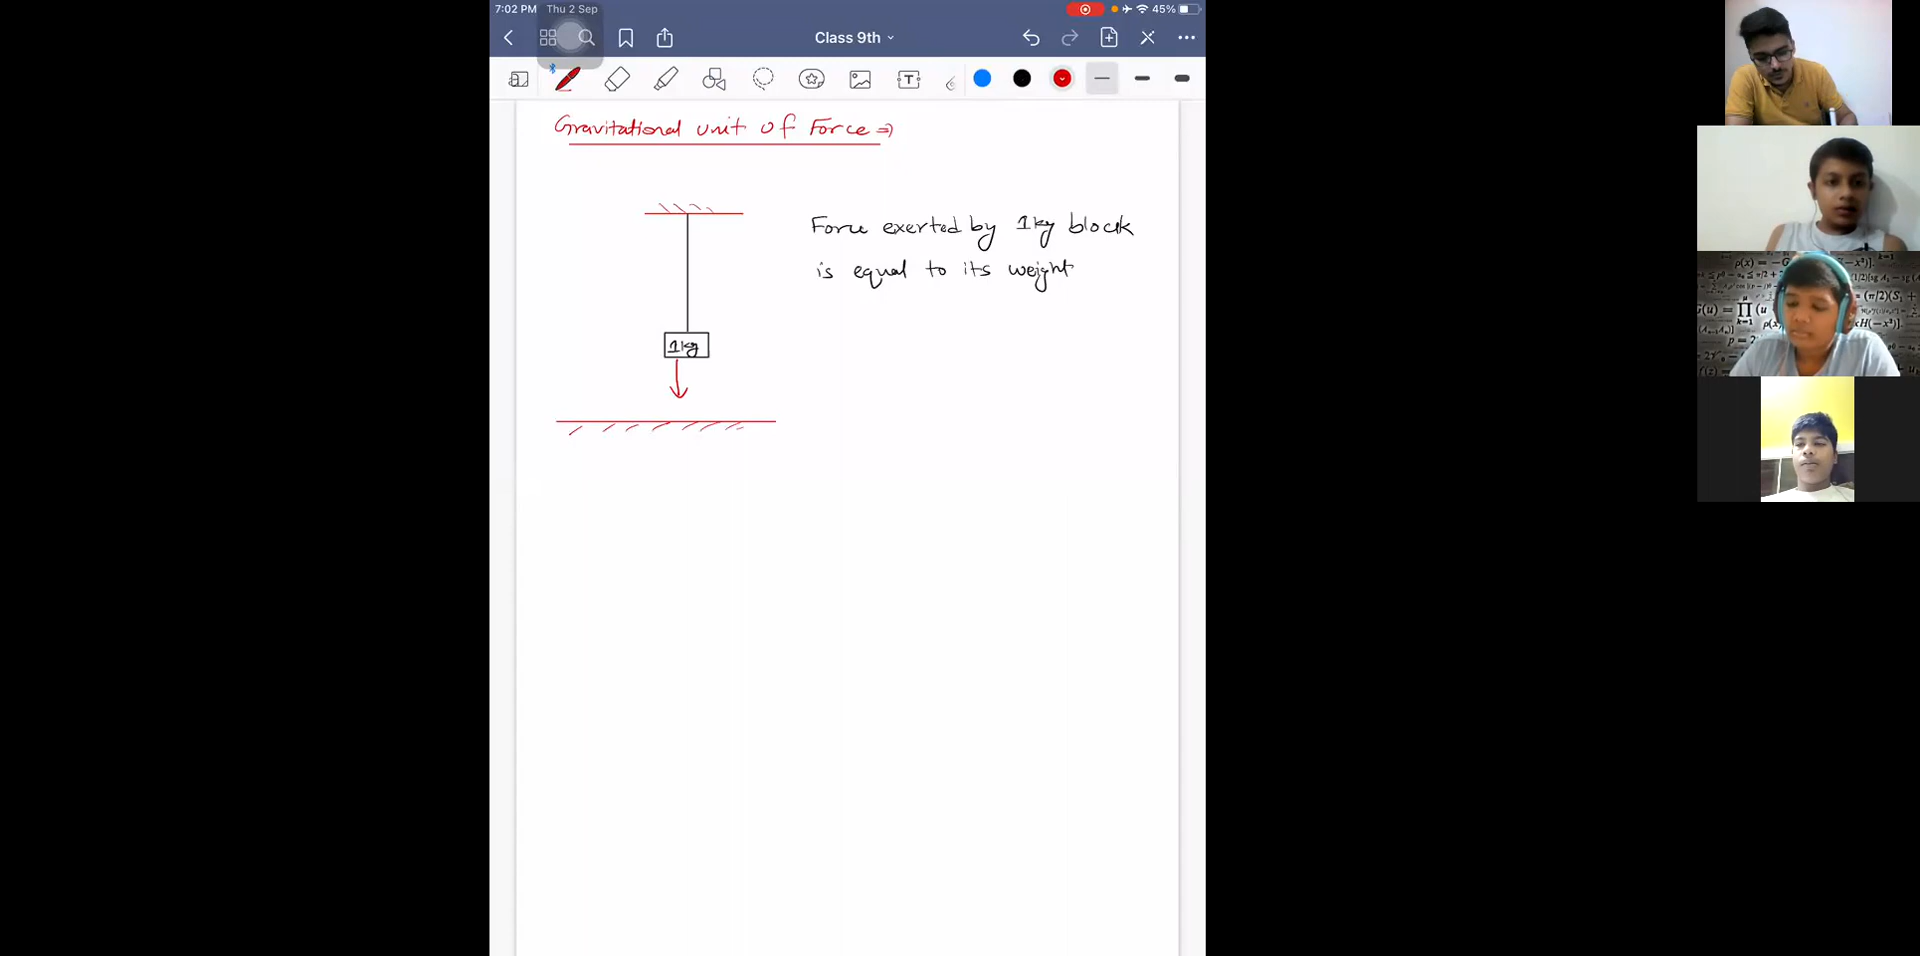 7:02 PM Thu 2 Sep
45%
Class 9th
T
Gravitational unit of Force ⇒
Force exerted by 1kg block
is equal to its weight
1kg